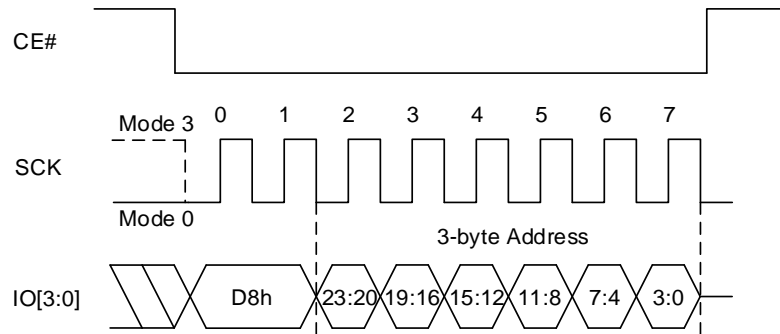 CE#
0 1 2 3 4 5 6 7
Mode 3
SCK
Mode 0
3-byte Address
IO[3:0] D8h 23:20 19:16 15:12 11:8 7:4 3:0